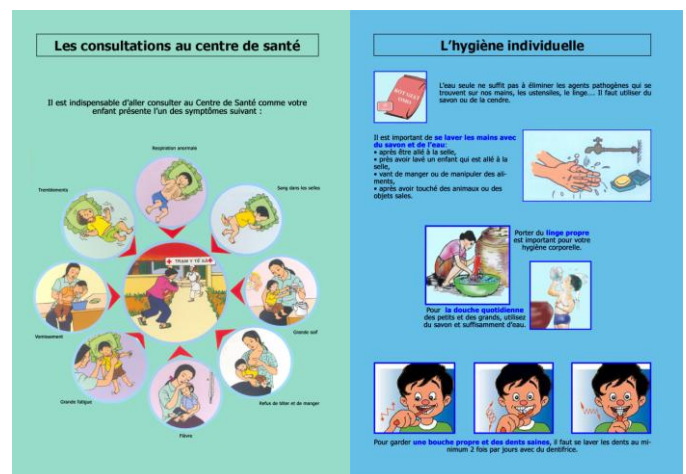 Les consultations au centre de santé
Il est indispensable d'aller consulter au Centre de Santé comme votre
enfant présente l'un des symptômes suivant :
Respiration anormale
Tremblements
Sang dans les selles
TRẠM Y TẾ XÃ
Vomissement
Grande soif
Grande fatigue
Refus de téter et de manger
Fièvre
L'hygiène individuelle
BỘT GIẶT
OMO
L'eau seule ne suffit pas à éliminer les agents pathogènes qui se
trouvent sur nos mains, les ustensiles, le linge.... Il faut utiliser du
savon ou de la cendre.
Il est important de se laver les mains avec
du savon et de l'eau:
• après être allé à la selle,
• près avoir lavé un enfant qui est allé à la
selle,
• vant de manger ou de manipuler des ali-
ments,
• après avoir touché des animaux ou des
objets sales.
Porter du linge propre
est important pour votre
hygiène corporelle.
Pour la douche quotidienne
des petits et des grands, utilisez
du savon et suffisamment d'eau.
Pour garder une bouche propre et des dents saines, il faut se laver les dents au mi-
nimum 2 fois par jours avec du dentifrice.